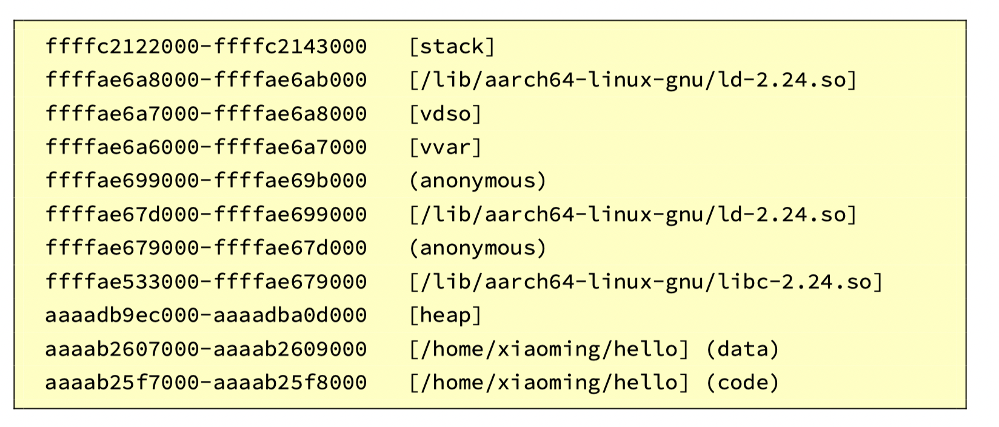 ffffc2122000-ffffc2143000 [stack]
ffffae6a8000-ffffae6ab000 [/lib/aarch64-linux-gnu/ld-2.24.so]
ffffae6a7000-ffffae6a8000 [vdso]
ffffae6a6000-ffffae6a7000 [vvar]
ffffae699000-ffffae69b000 (anonymous)
ffffae67d000-ffffae699000 [/lib/aarch64-linux-gnu/ld-2.24.so]
ffffae679000-ffffae67d000 (anonymous)
ffffae533000-ffffae679000 [/lib/aarch64-linux-gnu/libc-2.24.so]
aaaadb9ec000-aaaadba0d000 [heap]
aaaab2607000-aaaab2609000 [/home/xiaoming/hello] (data)
aaaab25f7000-aaaab25f8000 [/home/xiaoming/hello] (code)